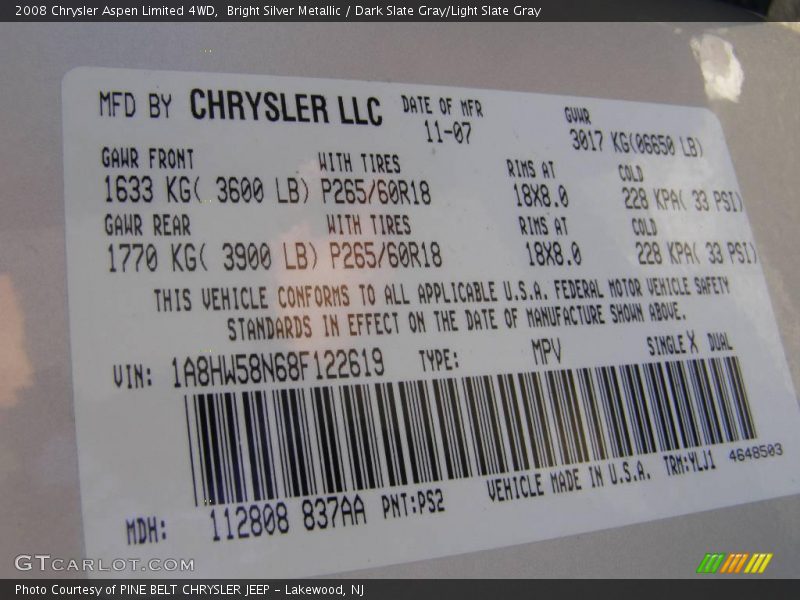 2008 Chrysler Aspen Limited 4WD,  Bright Silver Metallic / Dark Slate Gray/Light Slate Gray
MFD BY CHRYSLER LLC DATE OF MFR GVWR
11-07 3017 KG(06650 LB)
GAWR FRONT WITH TIRES RIMS AT COLD
1633 KG( 3600 LB) P265/60R18 18X8.0 228 KPA( 33 PSI)
GAWR REAR WITH TIRES RIMS AT COLD
1770 KG( 3900 LB) P265/60R18 18X8.0 228 KPA( 33 PSI)
THIS VEHICLE CONFORMS TO ALL APPLICABLE U.S.A. FEDERAL MOTOR VEHICLE SAFETY
STANDARDS IN EFFECT ON THE DATE OF MANUFACTURE SHOWN ABOVE.
VIN: 1A8HW58N68F122619 TYPE: MPV SINGLE X DUAL
MDH: 112808 837AA PNT:PS2 VEHICLE MADE IN U.S.A. TRM:YLJ1 4648503
GTCARLOT.COM
Photo Courtesy of PINE BELT CHRYSLER JEEP – Lakewood, NJ